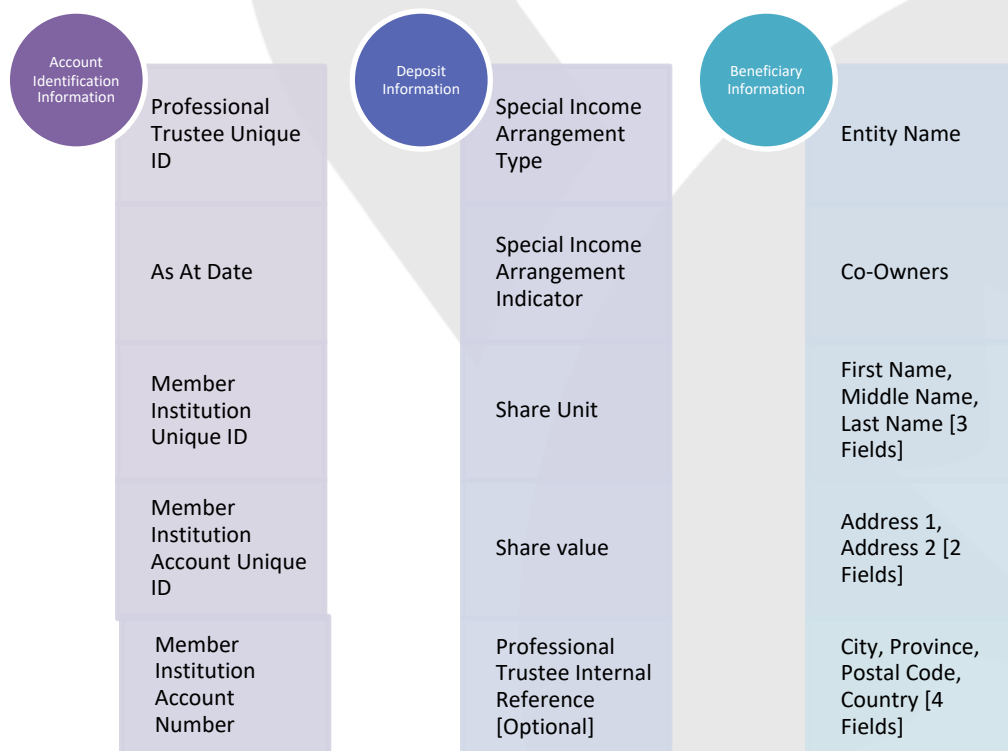 Account
Identification
Information
Professional
Trustee Unique
ID
As At Date
Member
Institution
Unique ID
Member
Institution
Account Unique
ID
Member
Institution
Account
Number
Deposit
Information
Special Income
Arrangement
Type
Special Income
Arrangement
Indicator
Share Unit
Share value
Professional
Trustee Internal
Reference
[Optional]
Beneficiary
Information
Entity Name
Co-Owners
First Name,
Middle Name,
Last Name [3
Fields]
Address 1,
Address 2 [2
Fields]
City, Province,
Postal Code,
Country [4
Fields]